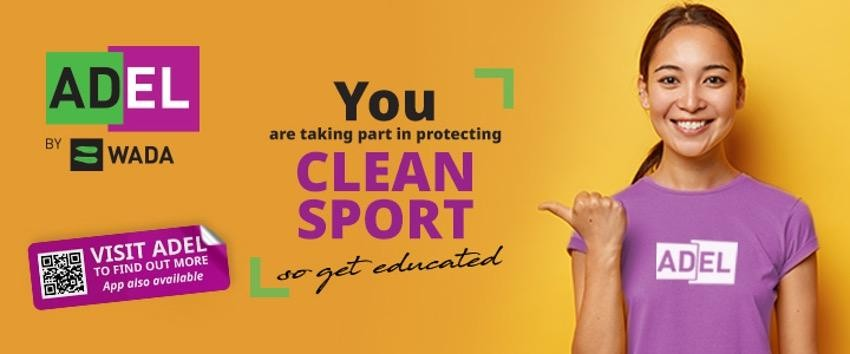 ADEL
BY WADA
You
are taking part in protecting
CLEAN
SPORT
so get educated
VISIT ADEL
TO FIND OUT MORE
App also available
ADEL